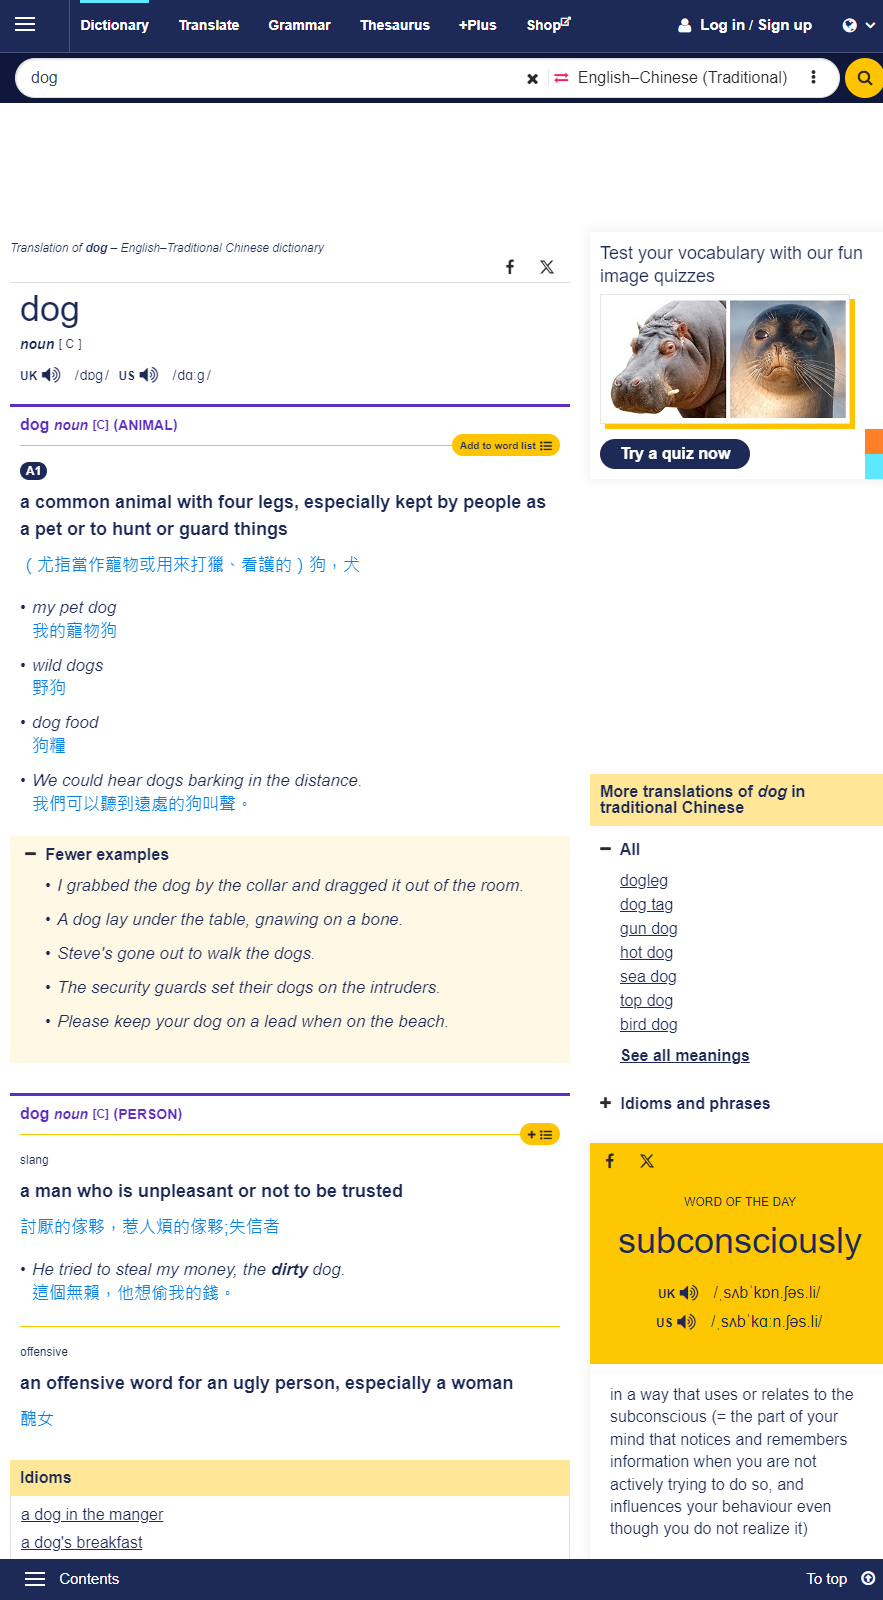 Dictionary Translate Grammar Thesaurus +Plus Shop Log in / Sign up
dog English–Chinese (Traditional)
Translation of dog – English–Traditional Chinese dictionary
dog
noun [ C ]
UK /dɒɡ/ US /dɑːɡ/
dog noun [C] (ANIMAL)
Add to word list
A1
a common animal with four legs, especially kept by people as
a pet or to hunt or guard things
（尤指當作寵物或用來打獵、看護的）狗，犬
• my pet dog
我的寵物狗
• wild dogs
野狗
• dog food
狗糧
• We could hear dogs barking in the distance.
我們可以聽到遠處的狗叫聲。
– Fewer examples
• I grabbed the dog by the collar and dragged it out of the room.
• A dog lay under the table, gnawing on a bone.
• Steve's gone out to walk the dogs.
• The security guards set their dogs on the intruders.
• Please keep your dog on a lead when on the beach.
dog noun [C] (PERSON)
+
slang
a man who is unpleasant or not to be trusted
討厭的傢夥，惹人煩的傢夥;失信者
• He tried to steal my money, the dirty dog.
這個無賴，他想偷我的錢。
offensive
an offensive word for an ugly person, especially a woman
醜女
Idioms
a dog in the manger
a dog's breakfast
Test your vocabulary with our fun
image quizzes
Try a quiz now
More translations of dog in
traditional Chinese
– All
dogleg
dog tag
gun dog
hot dog
sea dog
top dog
bird dog
See all meanings
+ Idioms and phrases
WORD OF THE DAY
subconsciously
UK /ˌsʌbˈkɒn.ʃəs.li/
US /ˌsʌbˈkɑːn.ʃəs.li/
in a way that uses or relates to the
subconscious (= the part of your
mind that notices and remembers
information when you are not
actively trying to do so, and
influences your behaviour even
though you do not realize it)
Contents To top